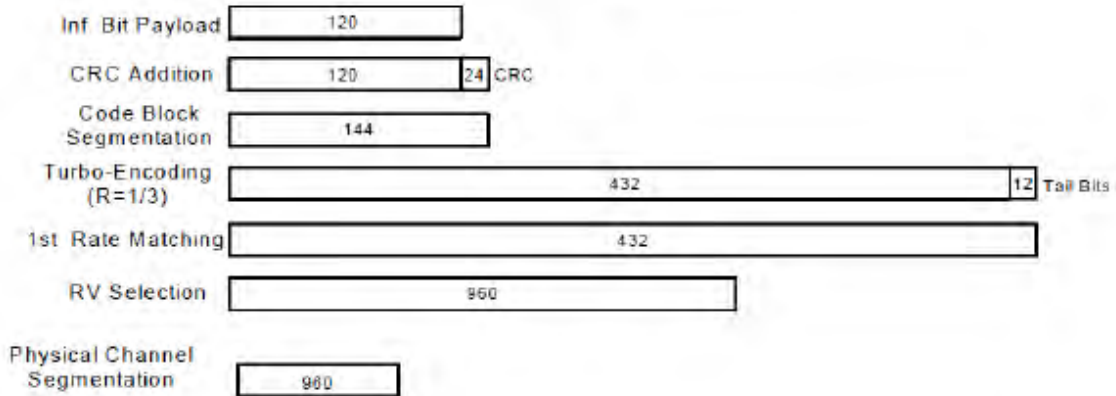 Inf. Bit Payload 120
CRC Addition 120 24 CRC
Code Block
Segmentation 144
Turbo-Encoding
(R=1/3) 432 12 Tail Bits
1st Rate Matching 432
RV Selection 960
Physical Channel
Segmentation 960